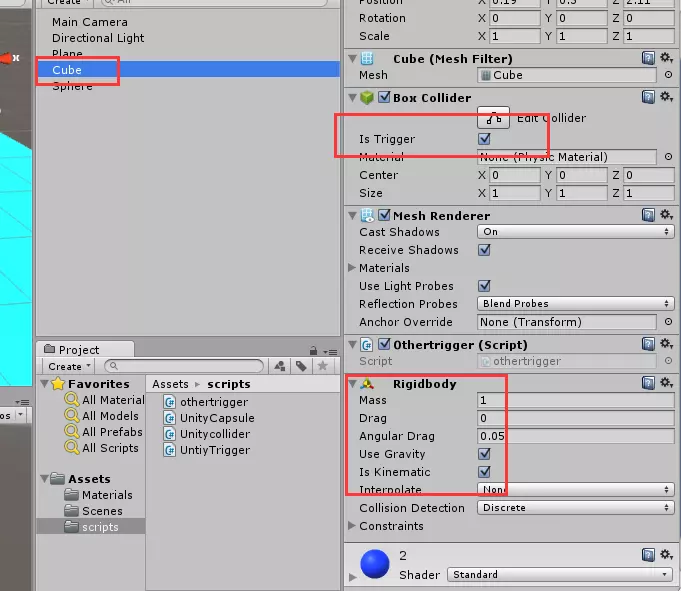 Create
All
Main Camera
Directional Light
Plane
Cube
Sphere
Project
Create
Favorites
All Material
All Models
All Prefabs
All Scripts
Assets
Materials
Scenes
scripts
Assets ▸ scripts
othertrigger
UnityCapsule
Unitycollider
UntiyTrigger
Position X 0.19 Y 0.5 Z 2.11
Rotation X 0 Y 0 Z 0
Scale X 1 Y 1 Z 1
Cube (Mesh Filter)
Mesh Cube
Box Collider
Edit Collider
Is Trigger
Material None (Physic Material)
Center X 0 Y 0 Z 0
Size X 1 Y 1 Z 1
Mesh Renderer
Cast Shadows On
Receive Shadows
Materials
Use Light Probes
Reflection Probes Blend Probes
Anchor Override None (Transform)
Othertrigger (Script)
Script othertrigger
Rigidbody
Mass 1
Drag 0
Angular Drag 0.05
Use Gravity
Is Kinematic
Interpolate None
Collision Detection Discrete
Constraints
2
Shader Standard